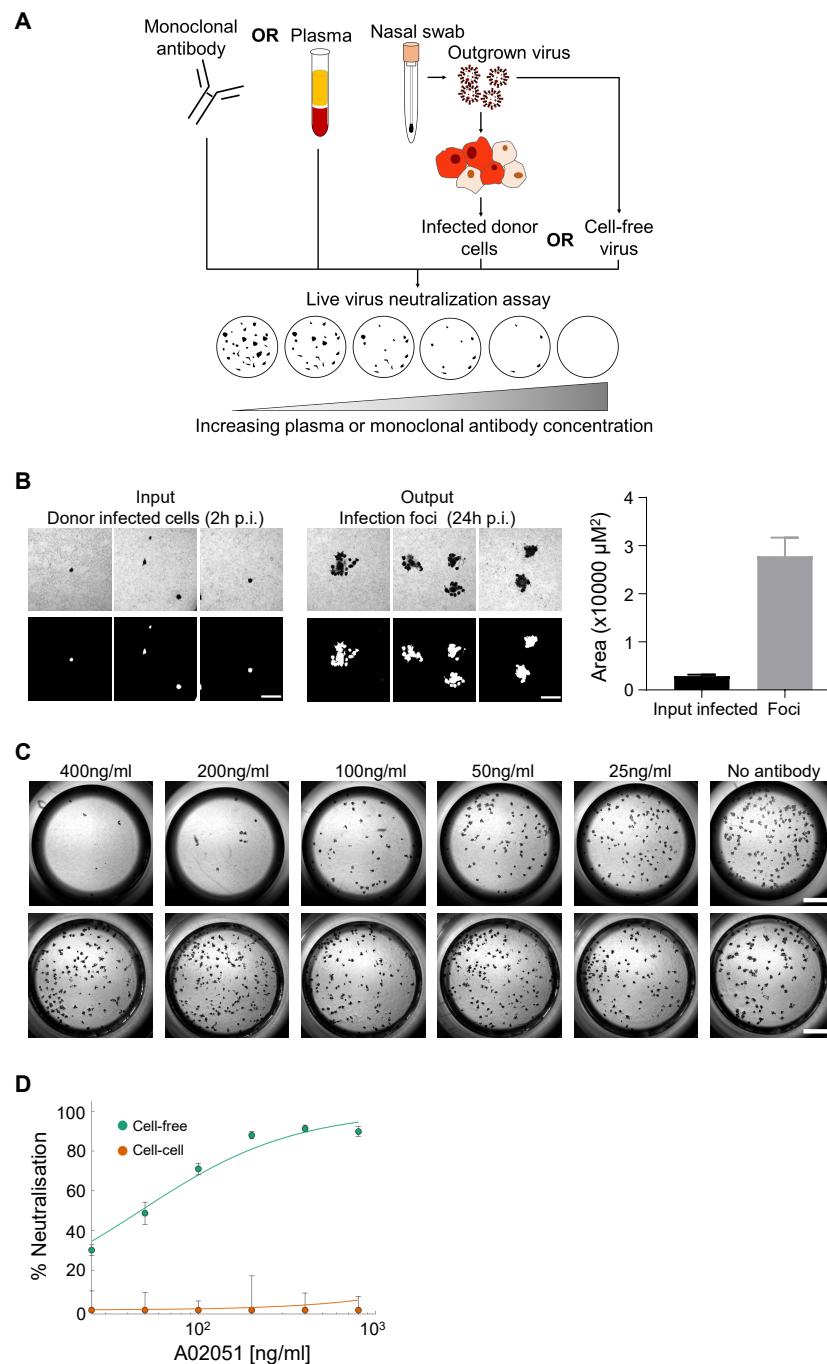 A
Monoclonal
antibody
OR
Plasma
Nasal swab
Outgrown virus
Infected donor
cells
OR
Cell-free
virus
Live virus neutralization assay
Increasing plasma or monoclonal antibody concentration
B
Input
Donor infected cells (2h p.i.)
Output
Infection foci (24h p.i.)
Area (x10000 µM²)
4
3
2
1
0
Input infected
Foci
C
400ng/ml
200ng/ml
100ng/ml
50ng/ml
25ng/ml
No antibody
D
% Neutralisation
100
80
60
40
20
0
Cell-free
Cell-cell
10²
10³
A02051 [ng/ml]